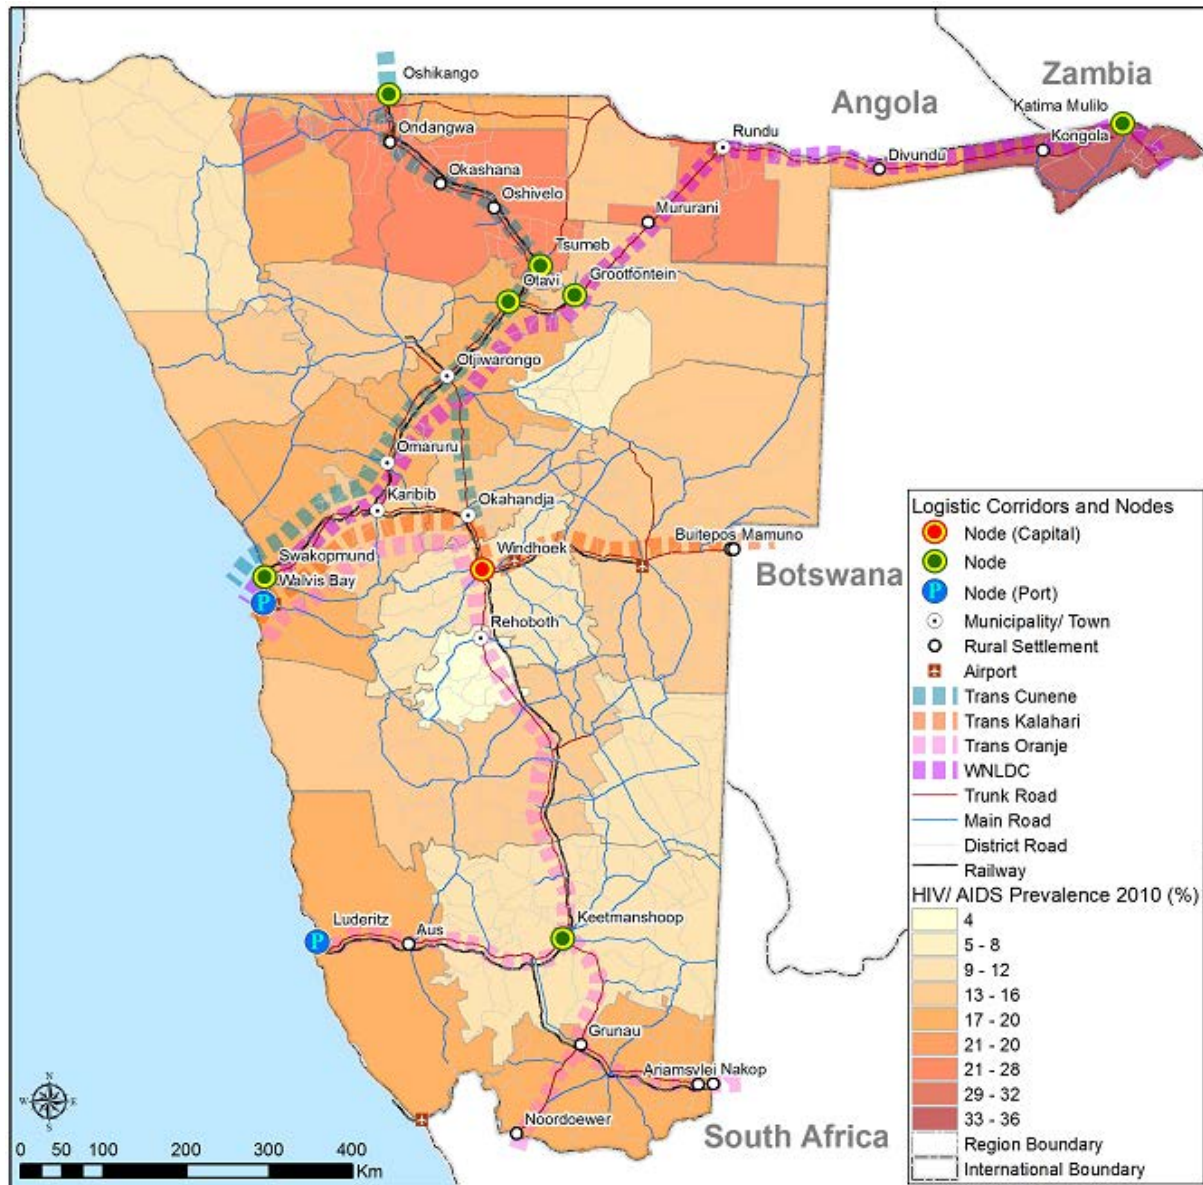 Oshikango
Zambia
Katima Mulilo
Angola
Ondangwa
Rundu
Kongola
Divundu
Okashana
Oshivelo
Mururani
Tsumeb
Grootfontein
Otavi
Otjiwarongo
Omaruru
Karibib
Okahandja
Buitepos Mamuno
Windhoek
Swakopmund
Walvis Bay
Botswana
Rehoboth
P
Luderitz
Aus
Keetmanshoop
P
Grunau
Ariamsvlei Nakop
Noordoewer
South Africa
N
W E
S
0 50 100 200 300 400
Km
Logistic Corridors and Nodes
Node (Capital)
Node
P Node (Port)
Municipality/ Town
Rural Settlement
Airport
Trans Cunene
Trans Kalahari
Trans Oranje
WNLDC
Trunk Road
Main Road
District Road
Railway
HIV/ AIDS Prevalence 2010 (%)
4
5 - 8
9 - 12
13 - 16
17 - 20
21 - 20
21 - 28
29 - 32
33 - 36
Region Boundary
International Boundary